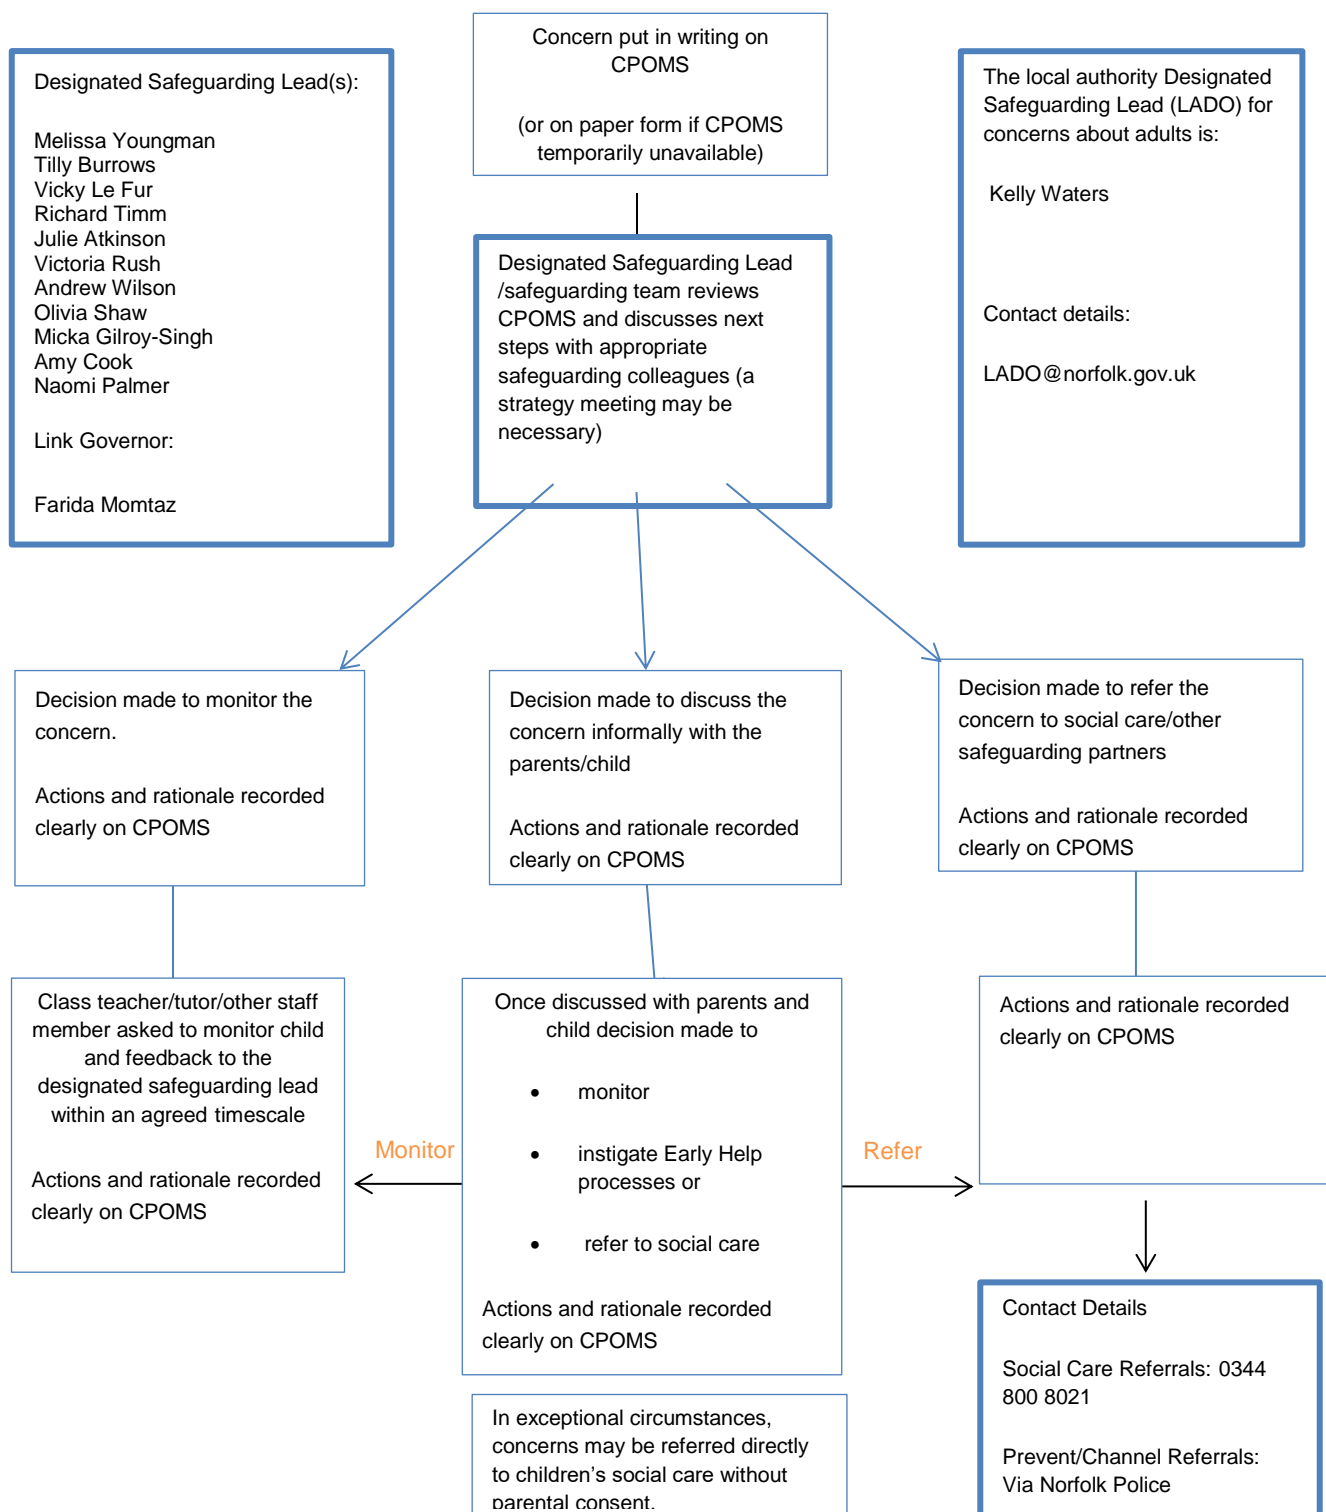 Concern put in writing on
CPOMS
(or on paper form if CPOMS
temporarily unavailable)
Designated Safeguarding Lead(s):
Melissa Youngman
Tilly Burrows
Vicky Le Fur
Richard Timm
Julie Atkinson
Victoria Rush
Andrew Wilson
Olivia Shaw
Micka Gilroy-Singh
Amy Cook
Naomi Palmer
Link Governor:
Farida Momtaz
The local authority Designated
Safeguarding Lead (LADO) for
concerns about adults is:
Kelly Waters
Contact details:
LADO@norfolk.gov.uk
Designated Safeguarding Lead
/safeguarding team reviews
CPOMS and discusses next
steps with appropriate
safeguarding colleagues (a
strategy meeting may be
necessary)
Decision made to monitor the
concern.
Actions and rationale recorded
clearly on CPOMS
Decision made to discuss the
concern informally with the
parents/child
Actions and rationale recorded
clearly on CPOMS
Decision made to refer the
concern to social care/other
safeguarding partners
Actions and rationale recorded
clearly on CPOMS
Class teacher/tutor/other staff
member asked to monitor child
and feedback to the
designated safeguarding lead
within an agreed timescale
Actions and rationale recorded
clearly on CPOMS
Monitor
Once discussed with parents and
child decision made to
• monitor
• instigate Early Help
processes or
• refer to social care
Actions and rationale recorded
clearly on CPOMS
Refer
Actions and rationale recorded
clearly on CPOMS
In exceptional circumstances,
concerns may be referred directly
to children's social care without
parental consent.
Contact Details
Social Care Referrals: 0344
800 8021
Prevent/Channel Referrals:
Via Norfolk Police